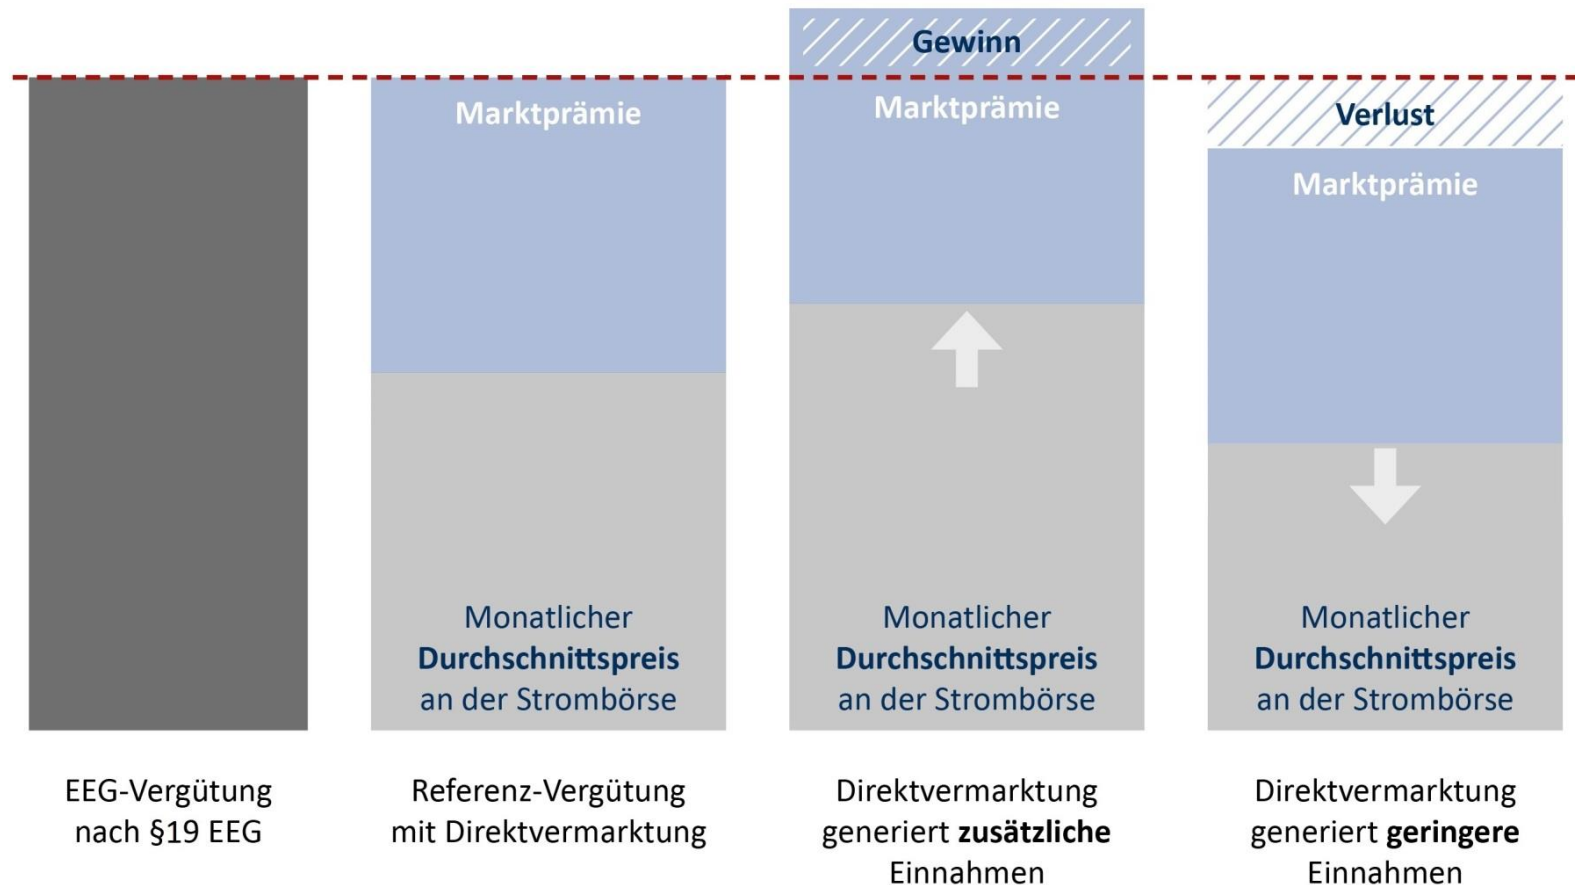 Gewinn
Marktprämie
Marktprämie
Verlust
Marktprämie
Monatlicher
Durchschnittspreis
an der Strombörse
Monatlicher
Durchschnittspreis
an der Strombörse
Monatlicher
Durchschnittspreis
an der Strombörse
EEG-Vergütung
nach §19 EEG
Referenz-Vergütung
mit Direktvermarktung
Direktvermarktung
generiert zusätzliche
Einnahmen
Direktvermarktung
generiert geringere
Einnahmen